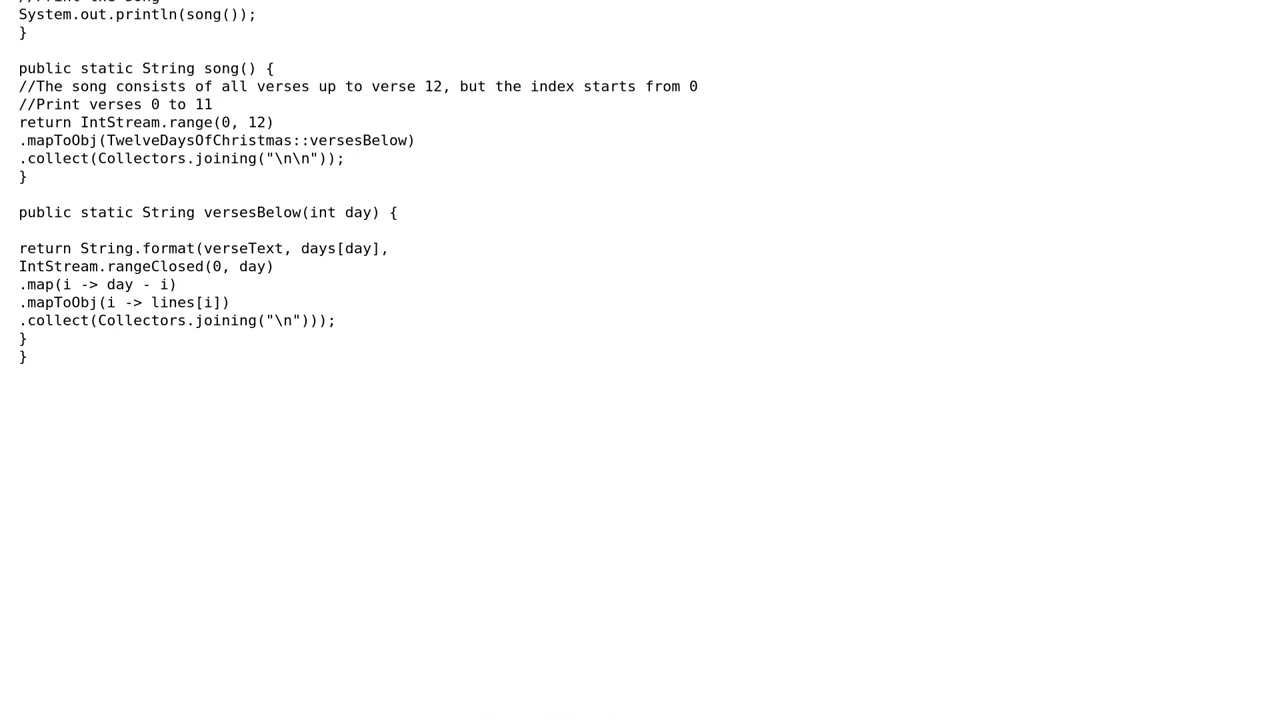 System.out.println(song());
}
public static String song() {
//The song consists of all verses up to verse 12, but the index starts from 0
//Print verses 0 to 11
return IntStream.range(0, 12)
.mapToObj(TwelveDaysOfChristmas::versesBelow)
.collect(Collectors.joining("\n\n"));
}
public static String versesBelow(int day) {
return String.format(verseText, days[day],
IntStream.rangeClosed(0, day)
.map(i -> day - i)
.mapToObj(i -> lines[i])
.collect(Collectors.joining("\n")));
}
}